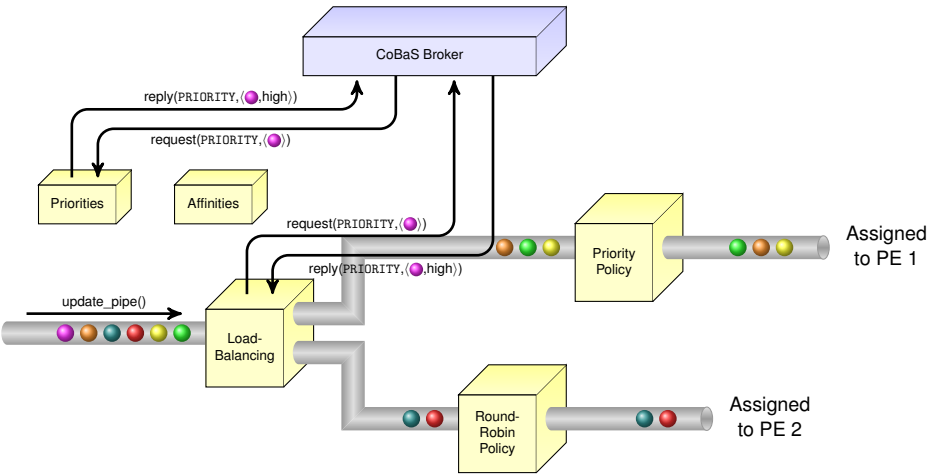 CoBaS Broker
reply(PRIORITY,⟨ ,high⟩)
request(PRIORITY,⟨ ⟩)
Priorities
Affinities
request(PRIORITY,⟨ ⟩)
reply(PRIORITY,⟨ ,high⟩)
Priority
Policy
Assigned
to PE 1
update_pipe()
Load-
Balancing
Round-
Robin
Policy
Assigned
to PE 2